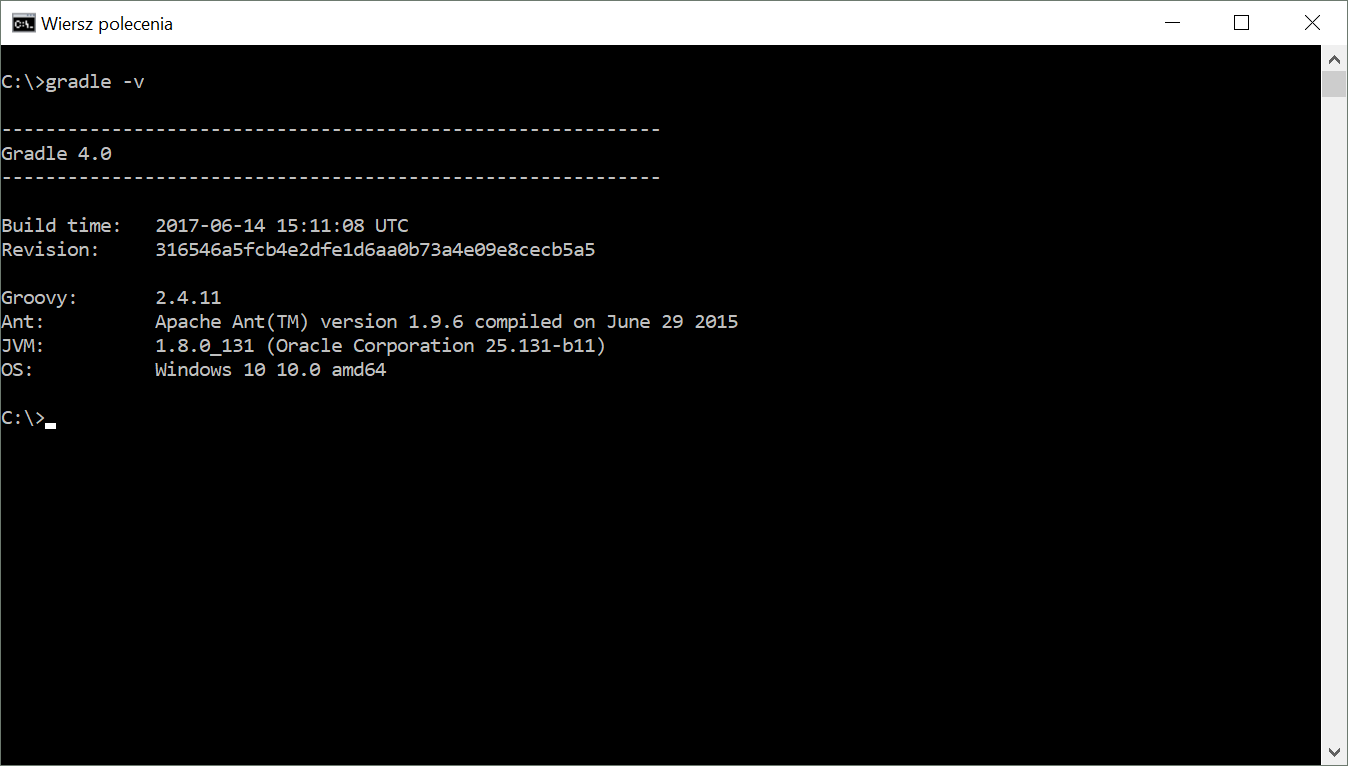 Wiersz polecenia
C:\>gradle -v
------------------------------------------------------------
Gradle 4.0
------------------------------------------------------------
Build time:   2017-06-14 15:11:08 UTC
Revision:     316546a5fcb4e2dfe1d6aa0b73a4e09e8cecb5a5
Groovy:       2.4.11
Ant:          Apache Ant(TM) version 1.9.6 compiled on June 29 2015
JVM:          1.8.0_131 (Oracle Corporation 25.131-b11)
OS:           Windows 10 10.0 amd64
C:\>